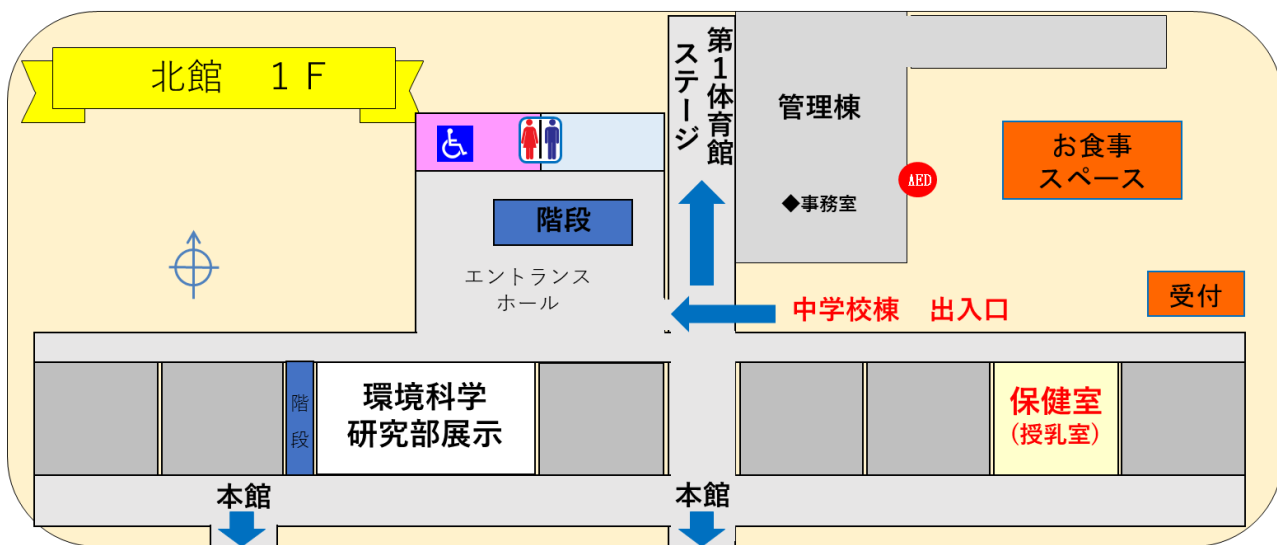 北館　１Ｆ
第１体育館
ステージ
管理棟
◆事務室
AED
お食事
スペース
受付
階段
エントランス
ホール
中学校棟　出入口
階段
環境科学
研究部展示
保健室
(授乳室)
本館
本館